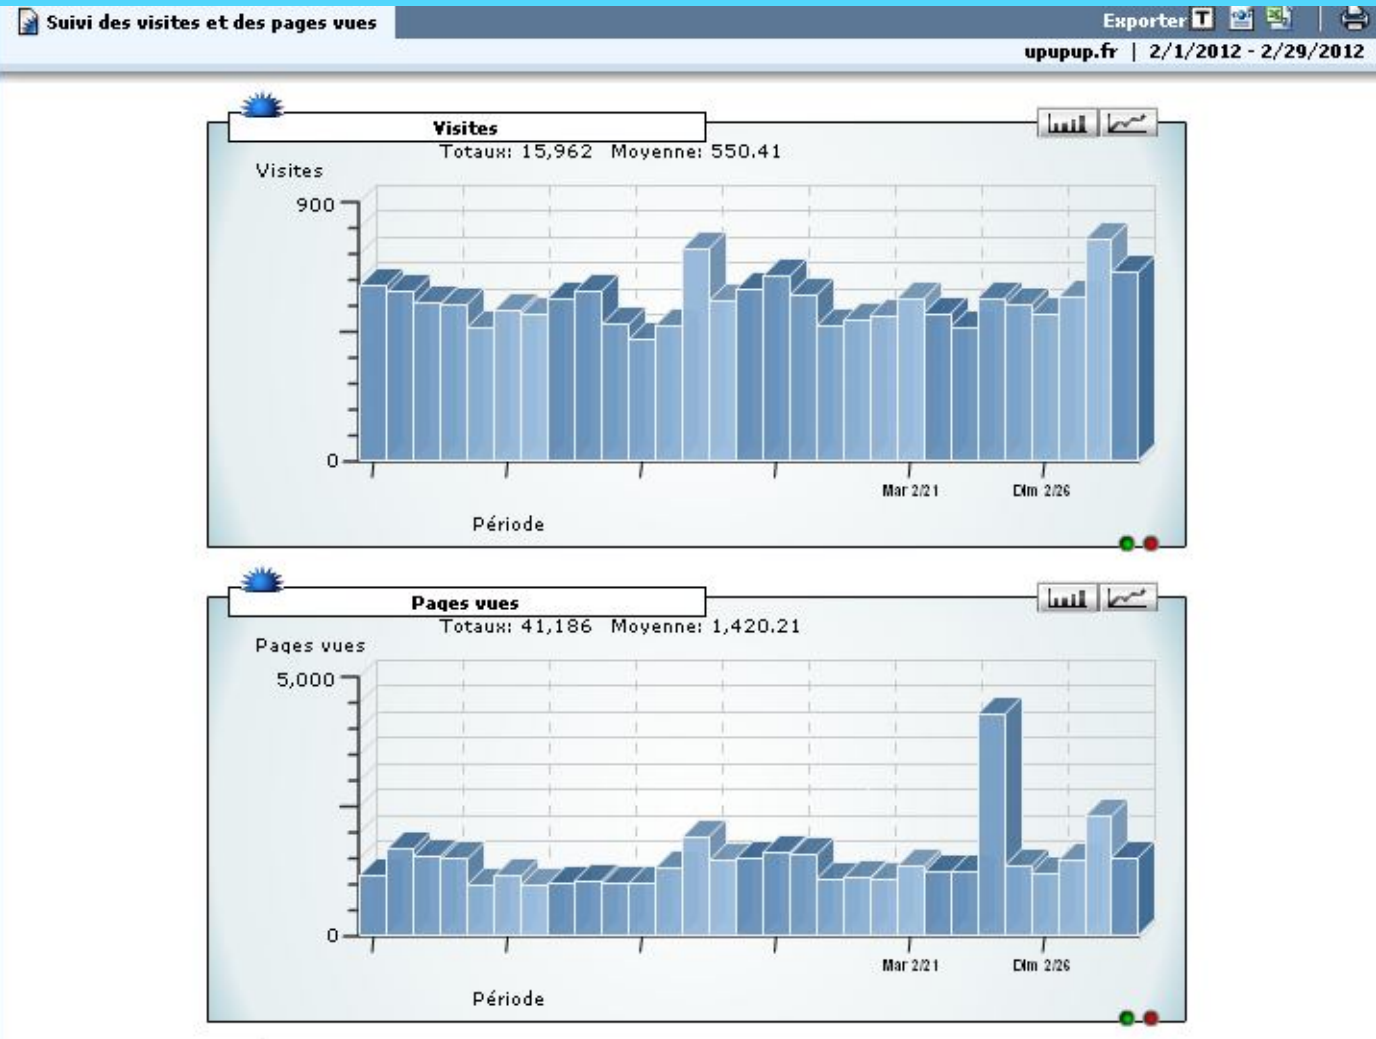 Suivi des visites et des pages vues
Exporter T
upupup.fr | 2/1/2012 - 2/29/2012
Visites
Totaux: 15,962 Moyenne: 550.41
Visites
900
0
Mar 2/21 Dim 2/26
Période
Pages vues
Totaux: 41,186 Moyenne: 1,420.21
Pages vues
5,000
0
Mar 2/21 Dim 2/26
Période